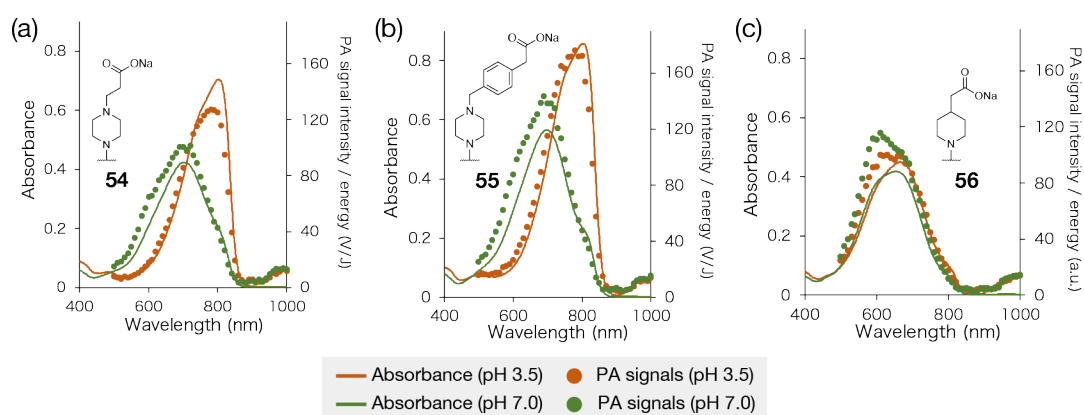 (a)
0.8
0.6
0.4
0.2
0
Absorbance
160
120
80
40
0
PA signal intensity / energy (V/J)
O
ONa
N
N
54
400 600 800 1000
Wavelength (nm)
(b)
0.8
0.6
0.4
0.2
0
Absorbance
160
120
80
40
0
PA signal intensity / energy (V/J)
O
ONa
N
N
55
400 600 800 1000
Wavelength (nm)
(c)
0.8
0.6
0.4
0.2
0
Absorbance
160
120
80
40
0
PA signal intensity / energy (a.u.)
O
ONa
N
56
400 600 800 1000
Wavelength (nm)
Absorbance (pH 3.5) PA signals (pH 3.5)
Absorbance (pH 7.0) PA signals (pH 7.0)